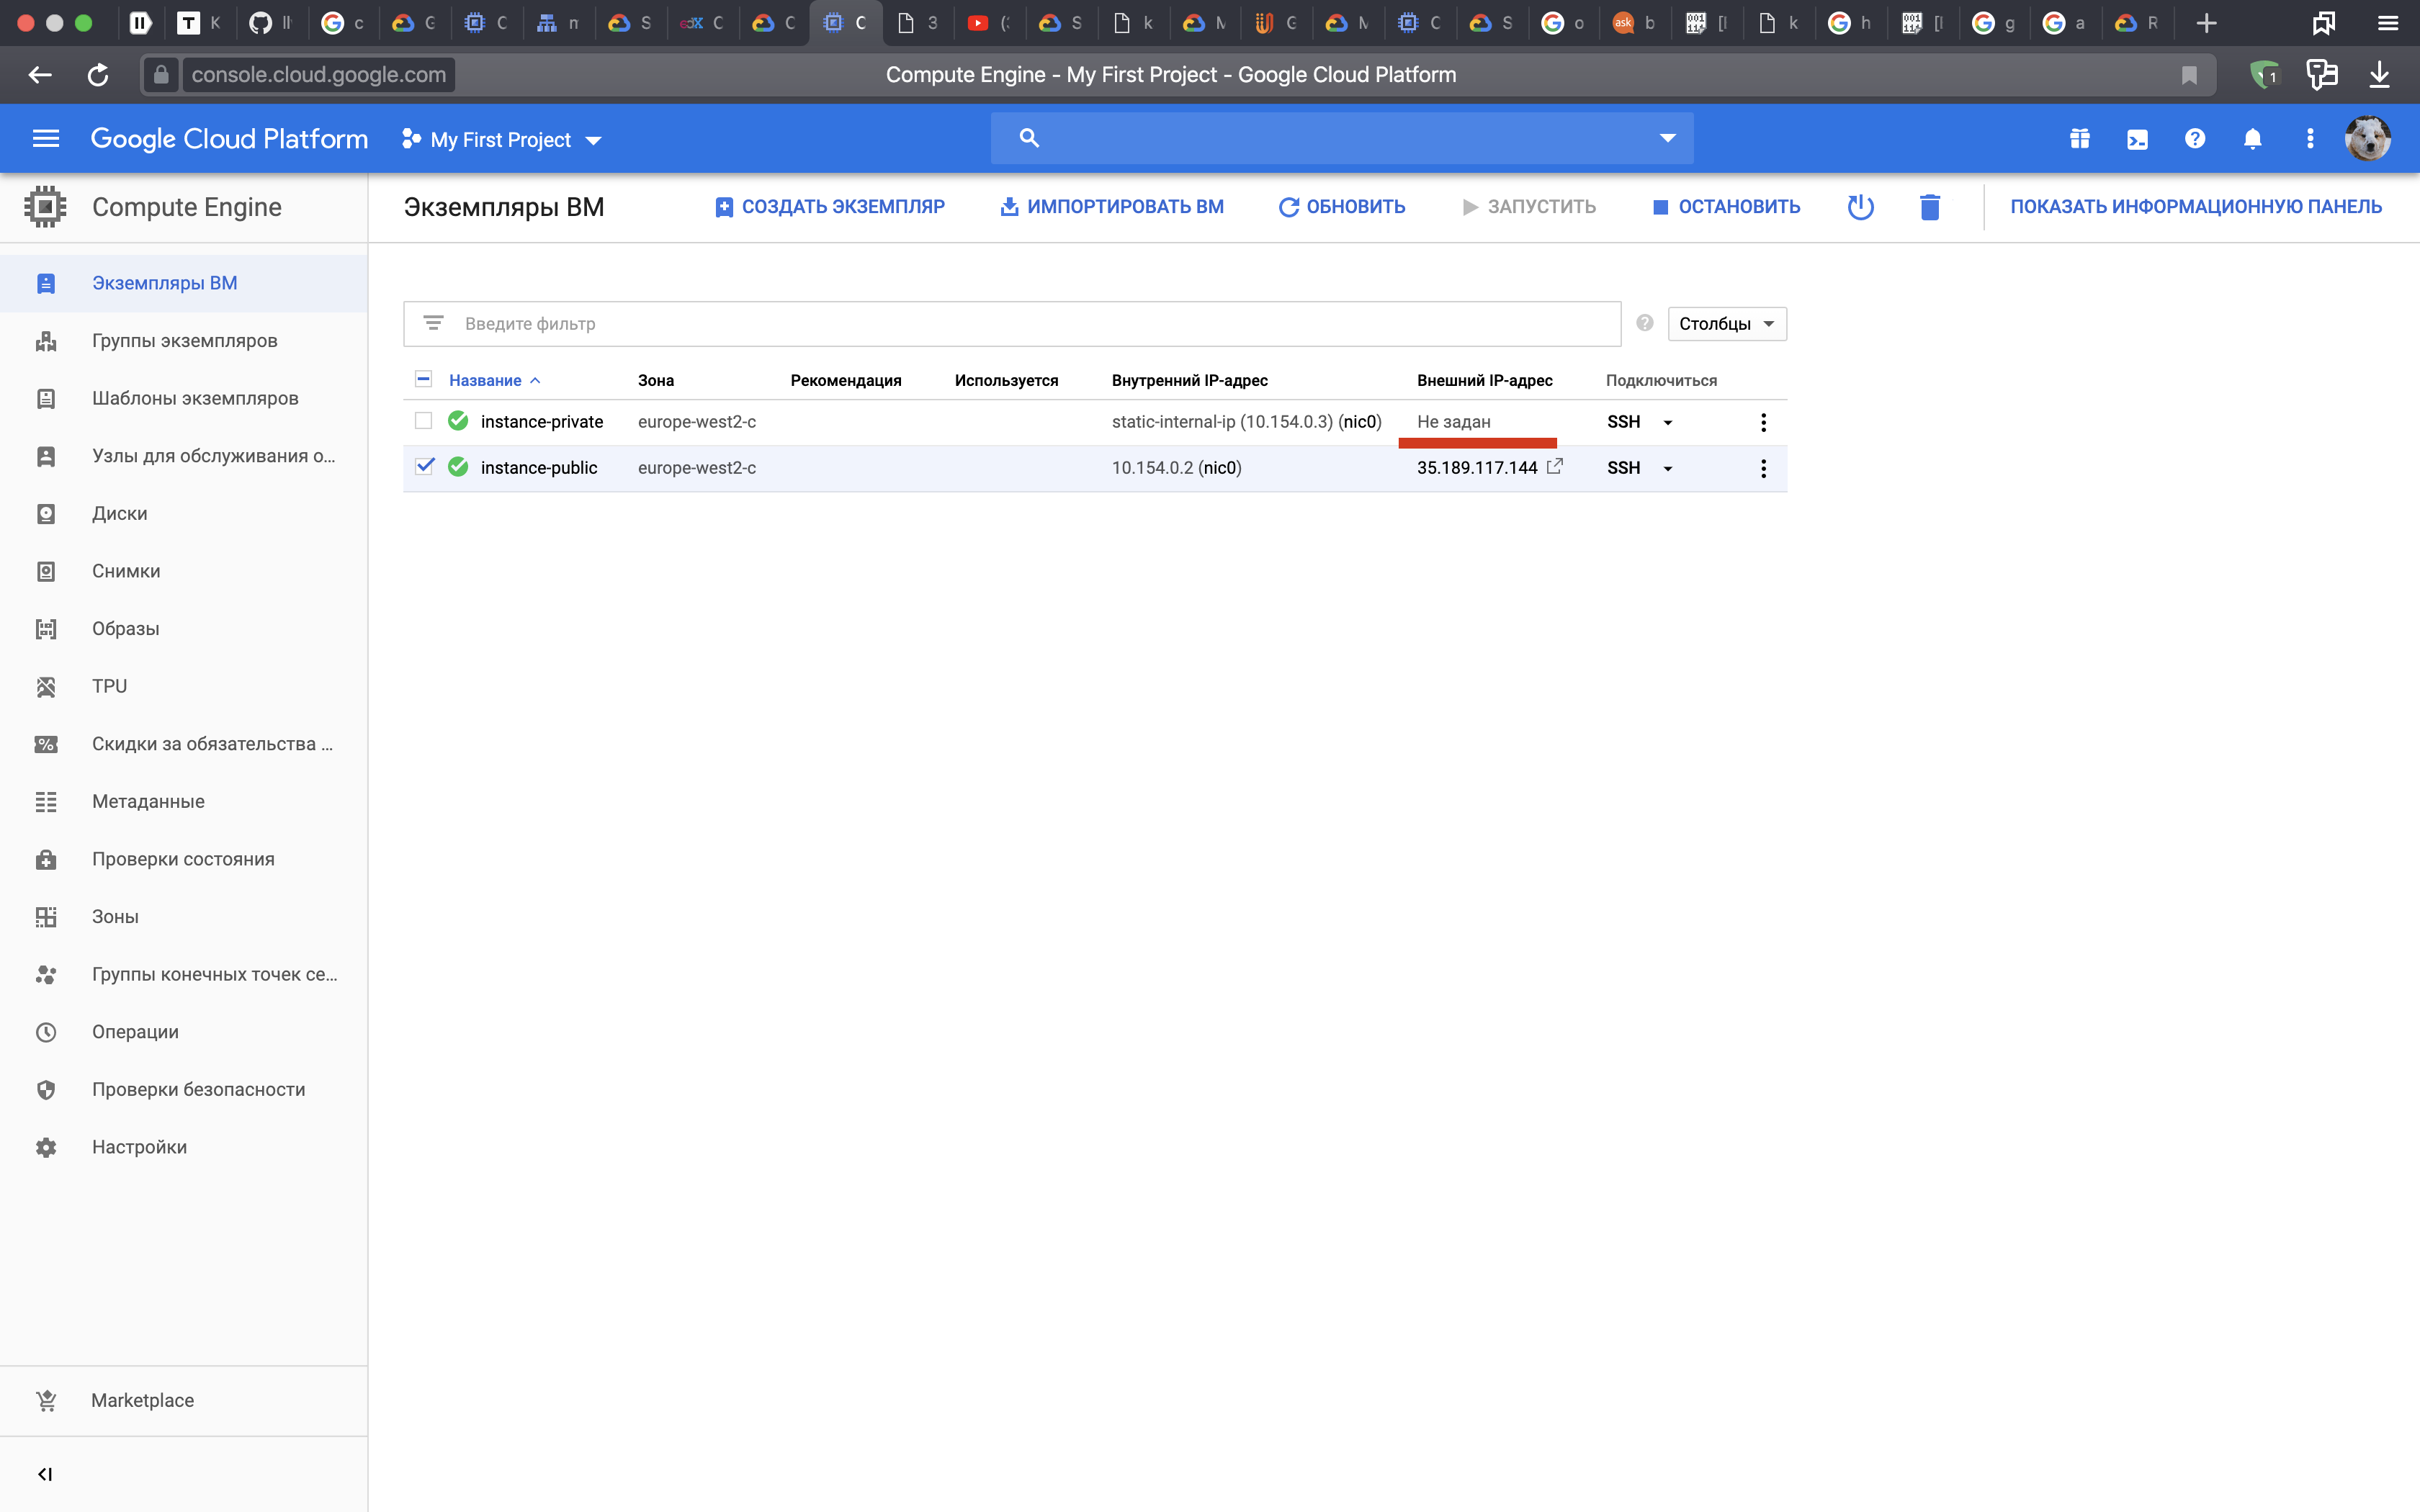 K
c
G
C
m
S
C
C
C
3
(3
S
k
M
G
M
C
S
o
b
[I
k
h
[I
g
a
R
console.cloud.google.com
Compute Engine - My First Project - Google Cloud Platform
1
Google Cloud Platform
My First Project
Compute Engine
Экземпляры ВМ
СОЗДАТЬ ЭКЗЕМПЛЯР
ИМПОРТИРОВАТЬ ВМ
ОБНОВИТЬ
ЗАПУСТИТЬ
ОСТАНОВИТЬ
ПОКАЗАТЬ ИНФОРМАЦИОННУЮ ПАНЕЛЬ
Экземпляры ВМ
Группы экземпляров
Шаблоны экземпляров
Узлы для обслуживания о...
Диски
Снимки
Образы
TPU
Скидки за обязательства ...
Метаданные
Проверки состояния
Зоны
Группы конечных точек се...
Операции
Проверки безопасности
Настройки
Marketplace
Введите фильтр
Столбцы
Название Зона Рекомендация Используется Внутренний IP-адрес Внешний IP-адрес Подключиться
instance-private europe-west2-c static-internal-ip (10.154.0.3) (nic0) Не задан SSH
instance-public europe-west2-c 10.154.0.2 (nic0) 35.189.117.144 SSH